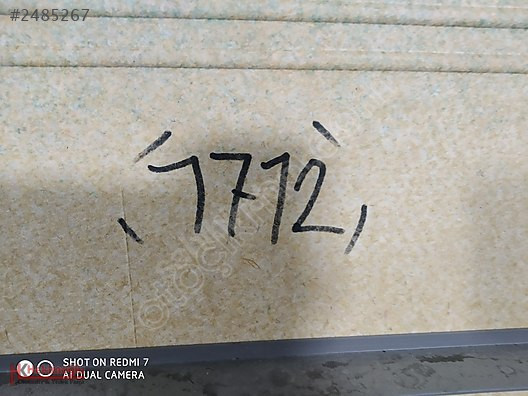 #2485267
1712
SHOT ON REDMI 7
AI DUAL CAMERA